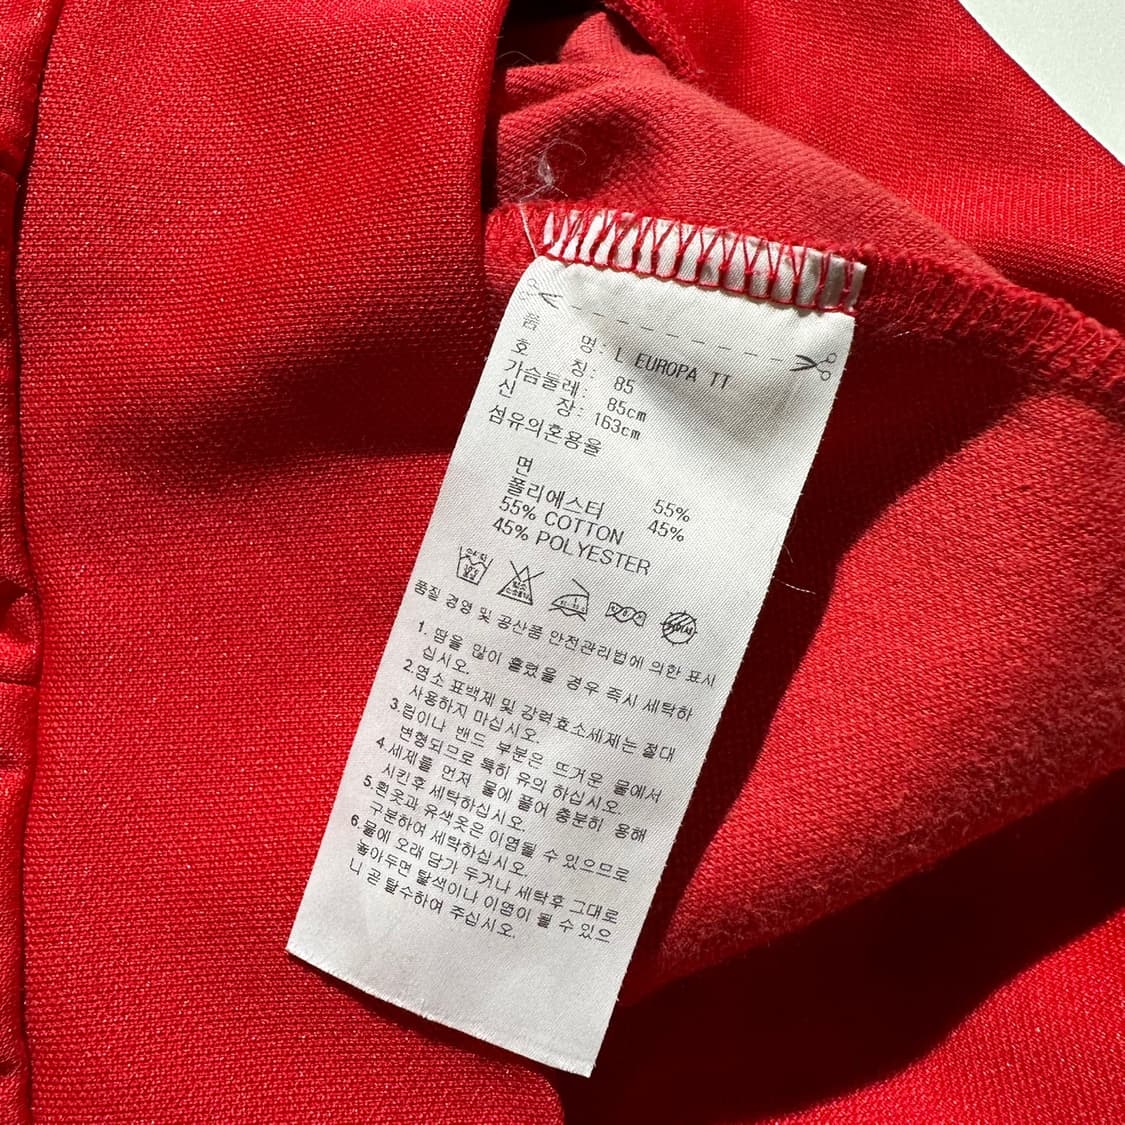 품 명: L EUROPA TT
호 칭: 85
가슴둘레: 85cm
신 장: 163cm
섬유의혼용율
면 55%
폴리에스터 45%
55% COTTON
45% POLYESTER
품질 경영 및 공산품 안전관리법에 의한 표시
1. 땀을 많이 흘렸을 경우 즉시 세탁하
십시오.
2.염소 표백제 및 강력효소세제는 절대
사용하지 마십시오.
3.립이나 밴드 부분은 뜨거운 물에서
변형되므로 특히 유의 하십시오.
4.세제를 먼저 물에 풀어 충분히 용해
시킨후 세탁하십시오.
5.흰옷과 유색옷은 이염될 수 있으므로
구분하여 세탁하십시오.
6.물에 오래 담가 두거나 세탁후 그대로
놓아두면 탈색이나 이염이 될 수 있으
니 곧 탈수하여 주십시오.